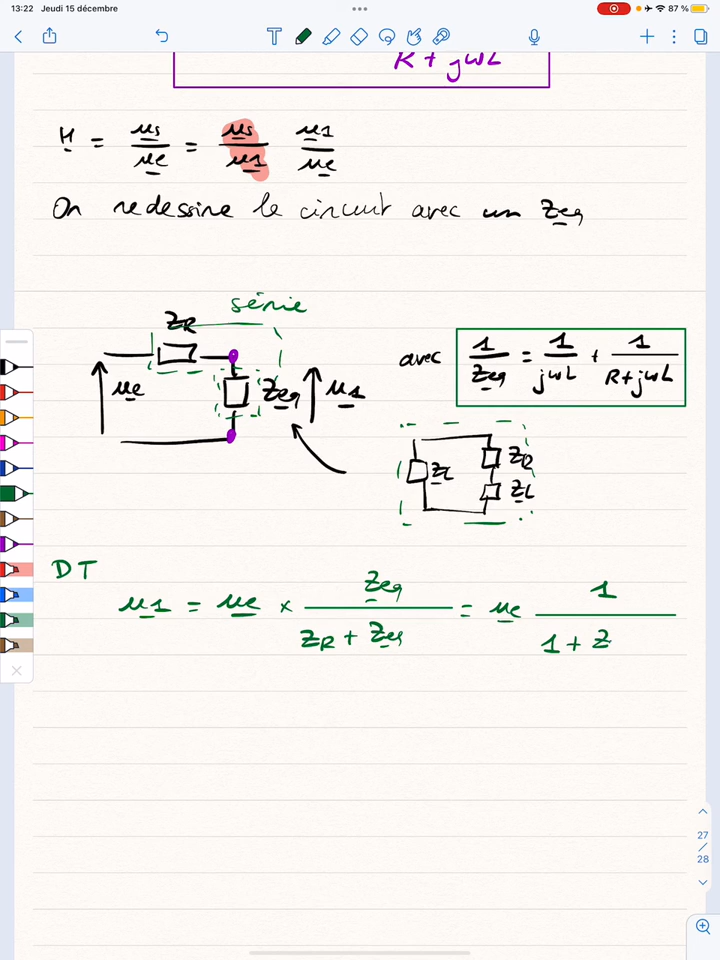 13:22 Jeudi 15 décembre
87 %
R + jωL
H = us/ue = us/u1 u1/ue
On redessine le circuit avec un Zeq
série
ZR
ue
Zeq
u1
avec 1/Zeq = 1/jωL + 1/(R+jωL)
ZL
ZR
ZL
DT
u1 = ue × Zeq/(ZR + Zeq) = ue 1/(1 + Z
27
/
28